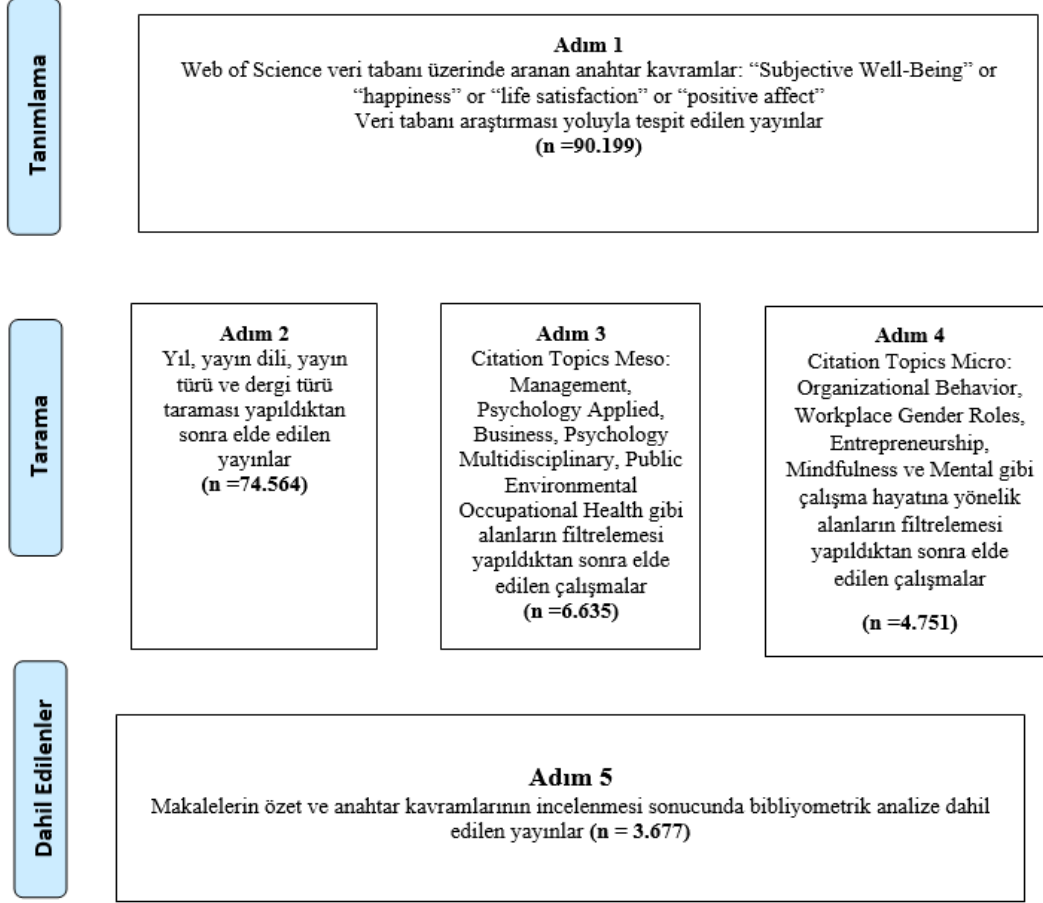 Tanımlama
Adım 1
Web of Science veri tabanı üzerinde aranan anahtar kavramlar: “Subjective Well-Being” or
“happiness” or “life satisfaction” or “positive affect”
Veri tabanı araştırması yoluyla tespit edilen yayınlar
(n =90.199)
Tarama
Adım 2
Yıl, yayın dili, yayın
türü ve dergi türü
taraması yapıldıktan
sonra elde edilen
yayınlar
(n =74.564)
Adım 3
Citation Topics Meso:
Management,
Psychology Applied,
Business, Psychology
Multidisciplinary, Public
Environmental
Occupational Health gibi
alanların filtrelemesi
yapıldıktan sonra elde
edilen çalışmalar
(n =6.635)
Adım 4
Citation Topics Micro:
Organizational Behavior,
Workplace Gender Roles,
Entrepreneurship,
Mindfulness ve Mental gibi
çalışma hayatına yönelik
alanların filtrelemesi
yapıldıktan sonra elde
edilen çalışmalar
(n =4.751)
Dahil Edilenler
Adım 5
Makalelerin özet ve anahtar kavramlarının incelenmesi sonucunda bibliyometrik analize dahil
edilen yayınlar (n = 3.677)